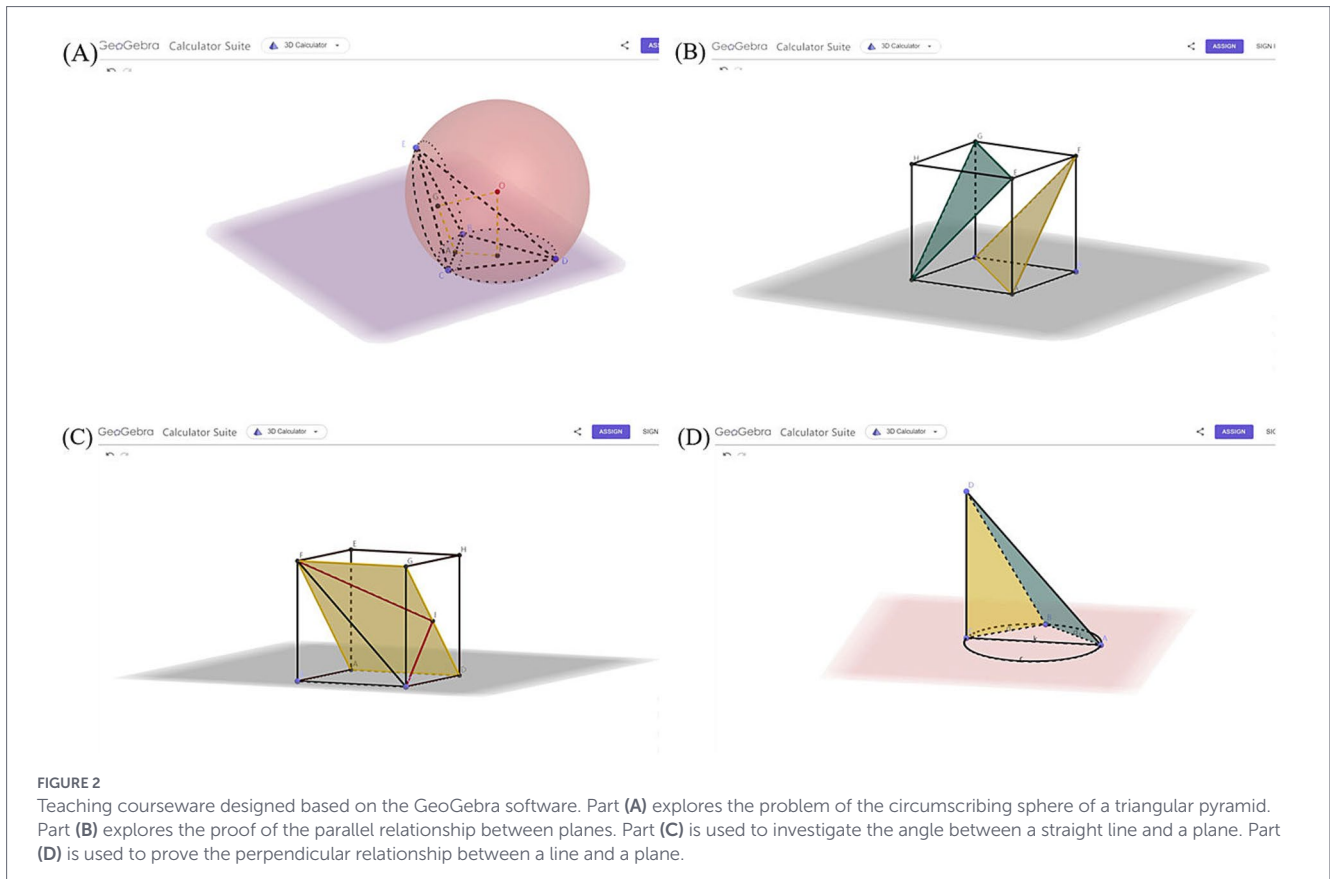 (A) GeoGebra Calculator Suite 3D Calculator AS
E
O
B
C
D
(B) GeoGebra Calculator Suite 3D Calculator ASSIGN SIGN I
G
H
F
E
(C) GeoGebra Calculator Suite 3D Calculator ASSIGN SIGN
E
H
F
G
I
A
D
(D) GeoGebra Calculator Suite 3D Calculator ASSIGN SIC
D
A
FIGURE 2
Teaching courseware designed based on the GeoGebra software. Part (A) explores the problem of the circumscribing sphere of a triangular pyramid.
Part (B) explores the proof of the parallel relationship between planes. Part (C) is used to investigate the angle between a straight line and a plane. Part
(D) is used to prove the perpendicular relationship between a line and a plane.